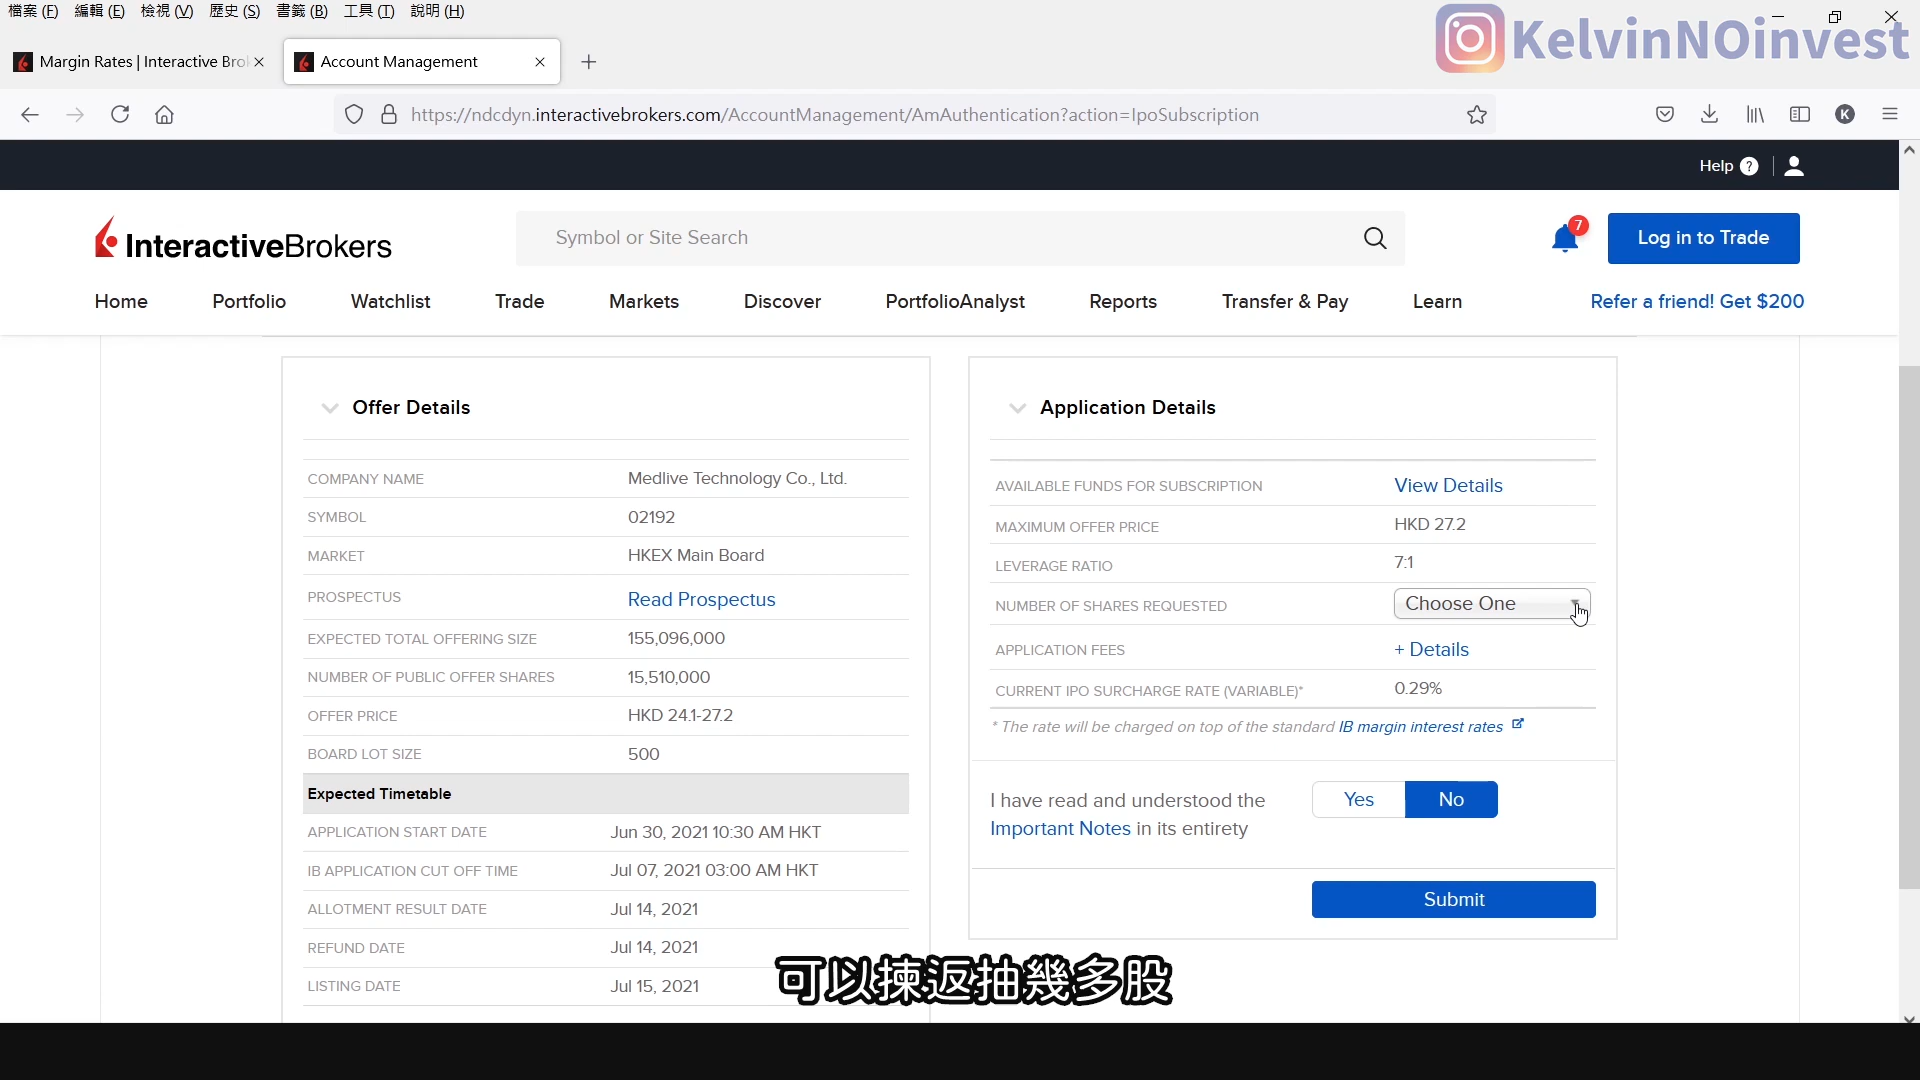 檔案 (F) 編輯 (E) 檢視 (V) 歷史 (S) 書籤 (B) 工具 (T) 說明 (H)
KelvinNOinvest
Margin Rates | Interactive Bro
Account Management
https://ndcdyn.interactivebrokers.com/AccountManagement/AmAuthentication?action=IpoSubscription
K
Help ?
InteractiveBrokers
Symbol or Site Search
7
Log in to Trade
Home Portfolio Watchlist Trade Markets Discover PortfolioAnalyst Reports Transfer & Pay Learn Refer a friend! Get $200
Offer Details
COMPANY NAME Medlive Technology Co., Ltd.
SYMBOL 02192
MARKET HKEX Main Board
PROSPECTUS Read Prospectus
EXPECTED TOTAL OFFERING SIZE 155,096,000
NUMBER OF PUBLIC OFFER SHARES 15,510,000
OFFER PRICE HKD 24.1-27.2
BOARD LOT SIZE 500
Expected Timetable
APPLICATION START DATE Jun 30, 2021 10:30 AM HKT
IB APPLICATION CUT OFF TIME Jul 07, 2021 03:00 AM HKT
ALLOTMENT RESULT DATE Jul 14, 2021
REFUND DATE Jul 14, 2021
LISTING DATE Jul 15, 2021
Application Details
AVAILABLE FUNDS FOR SUBSCRIPTION View Details
MAXIMUM OFFER PRICE HKD 27.2
LEVERAGE RATIO 7:1
NUMBER OF SHARES REQUESTED Choose One
APPLICATION FEES + Details
CURRENT IPO SURCHARGE RATE (VARIABLE)* 0.29%
* The rate will be charged on top of the standard IB margin interest rates
I have read and understood the
Important Notes in its entirety
Yes No
Submit
可以揀返抽幾多股